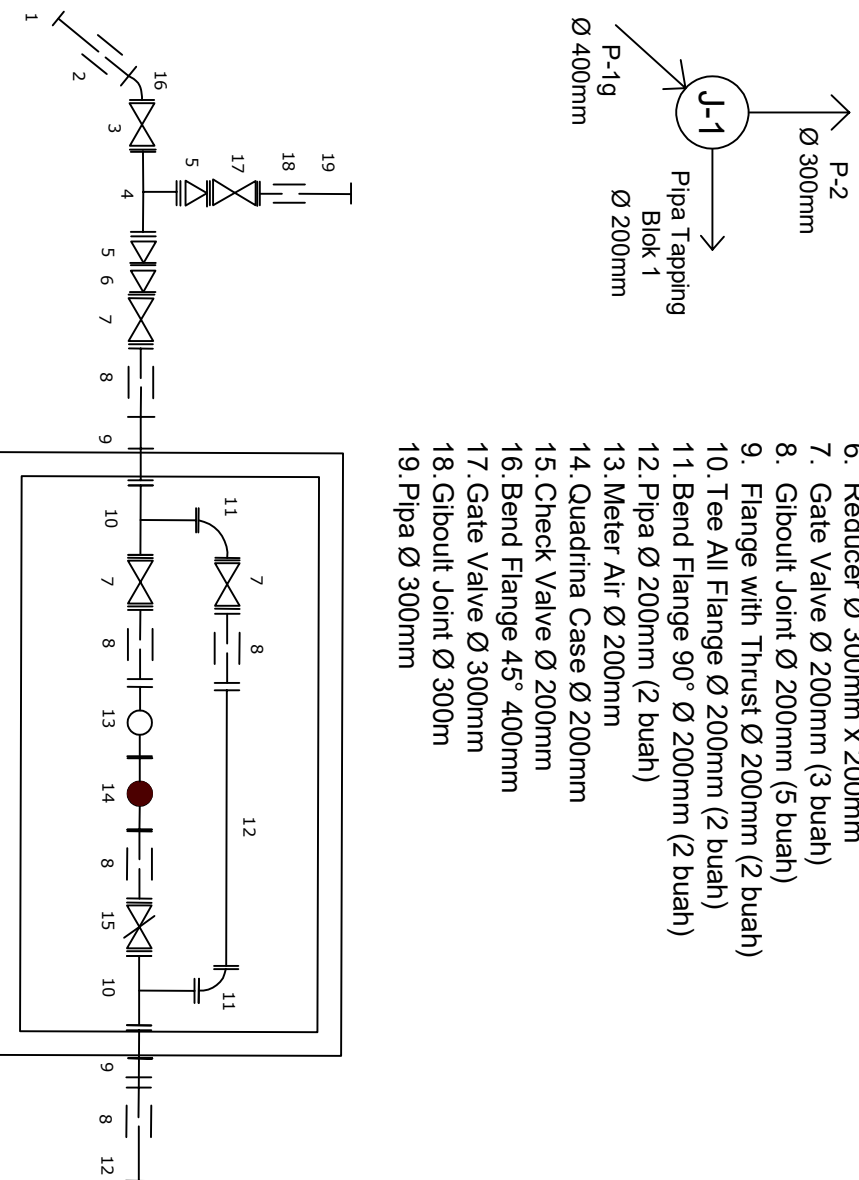 P-2
Ø 300mm
J-1
P-1g
Ø 400mm
Pipa Tapping
Blok 1
Ø 200mm
6. Reducer Ø 300mm x 200mm
7. Gate Valve Ø 200mm (3 buah)
8. Giboult Joint Ø 200mm (5 buah)
9. Flange with Thrust Ø 200mm (2 buah)
10.Tee All Flange Ø 200mm (2 buah)
11.Bend Flange 90° Ø 200mm (2 buah)
12.Pipa Ø 200mm (2 buah)
13.Meter Air Ø 200mm
14.Quadrina Case Ø 200mm
15.Check Valve Ø 200mm
16.Bend Flange 45° 400mm
17.Gate Valve Ø 300mm
18.Giboult Joint Ø 300m
19.Pipa Ø 300mm
1
2
16
3
4
5
17
18
19
5
6
7
8
9
10
11
7
8
12
11
7
8
13
14
8
15
10
9
8
12